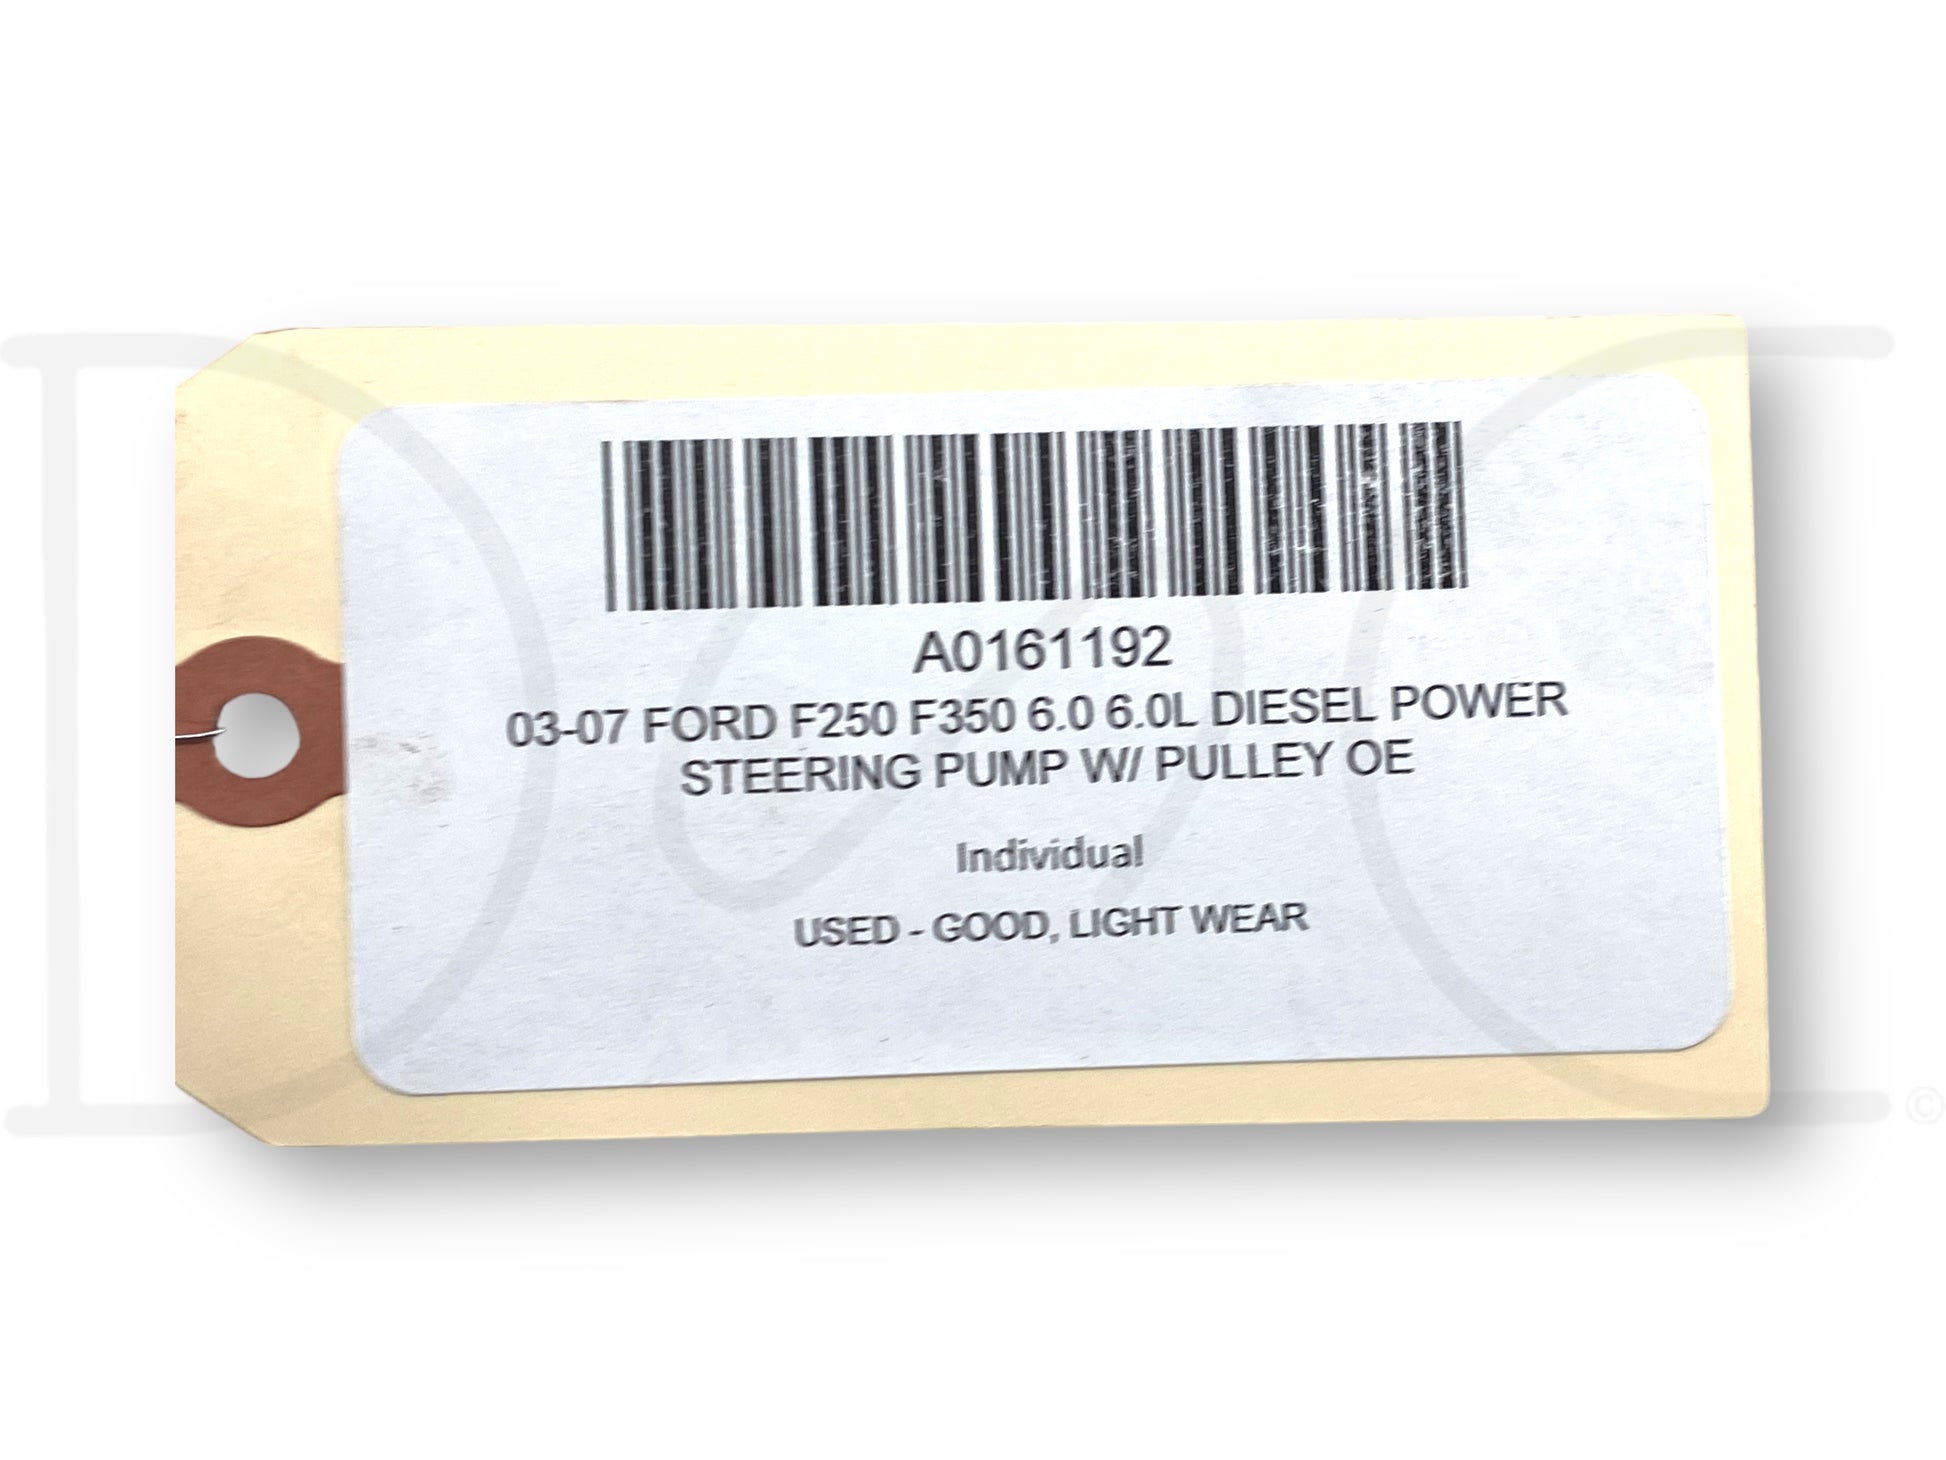 A0161192
03-07 FORD F250 F350 6.0 6.0L DIESEL POWER
STEERING PUMP W/ PULLEY OE
Individual
USED - GOOD, LIGHT WEAR
©